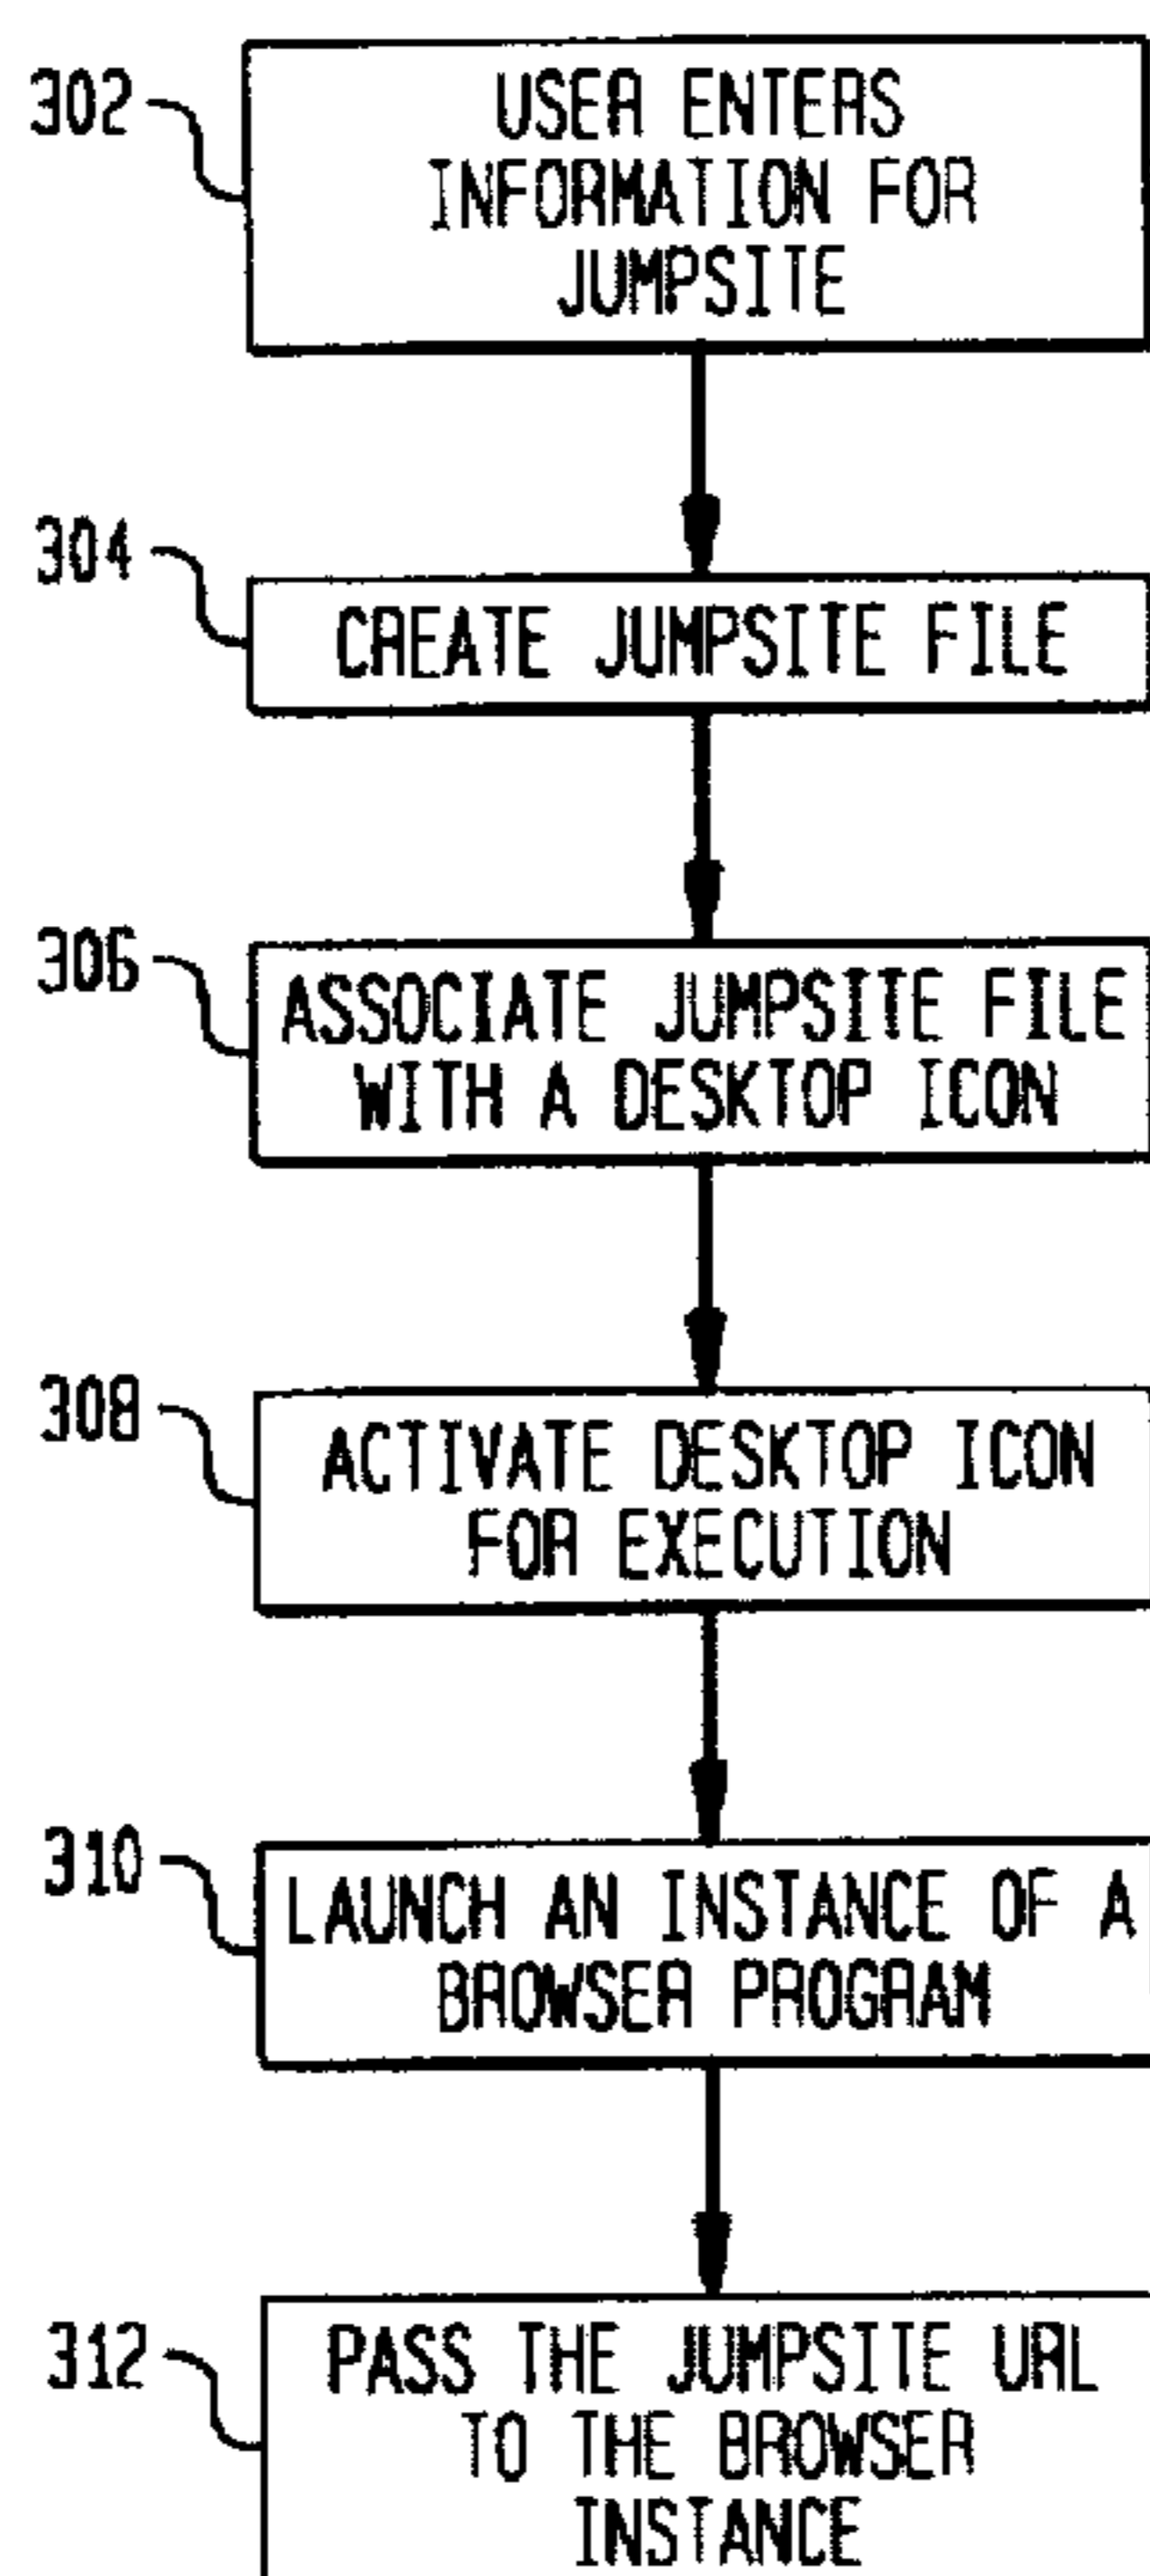 302
USER ENTERS
INFORMATION FOR
JUMPSITE
304
CREATE JUMPSITE FILE
306
ASSOCIATE JUMPSITE FILE
WITH A DESKTOP ICON
308
ACTIVATE DESKTOP ICON
FOR EXECUTION
310
LAUNCH AN INSTANCE OF A
BROWSER PROGRAM
312
PASS THE JUMPSITE URL
TO THE BROWSER
INSTANCE